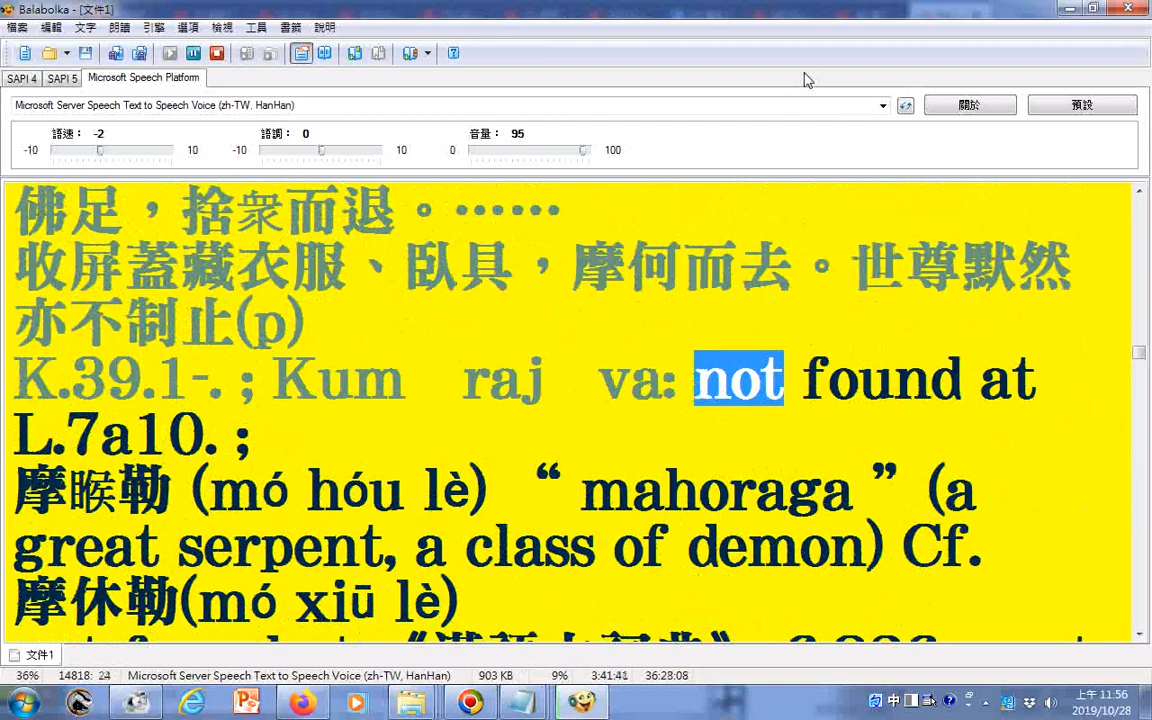 Balabolka - [文件1]
檔案 編輯 文字 朗讀 引擎 選項 檢視 工具 書籤 說明
SAPI 4 SAPI 5 Microsoft Speech Platform
Microsoft Server Speech Text to Speech Voice (zh-TW, HanHan) 關於 預設
語速： -2 語調： 0 音量： 95
-10 10 -10 10 0 100
佛足，捨衆而退。⋯⋯
收屏蓋藏衣服、臥具，摩何而去。世尊默然
亦不制止(p)
K.39.1-. ; Kum raj va: not found at
L.7a10. ;
摩睺勒 (mó hóu lè) “ mahoraga ” (a
great serpent, a class of demon) Cf.
摩休勒(mó xiū lè)
文件1
36% 14818: 24 Microsoft Server Speech Text to Speech Voice (zh-TW, HanHan) 903 KB 9% 3:41:41 36:28:08
中
上午 11:56
2019/10/28